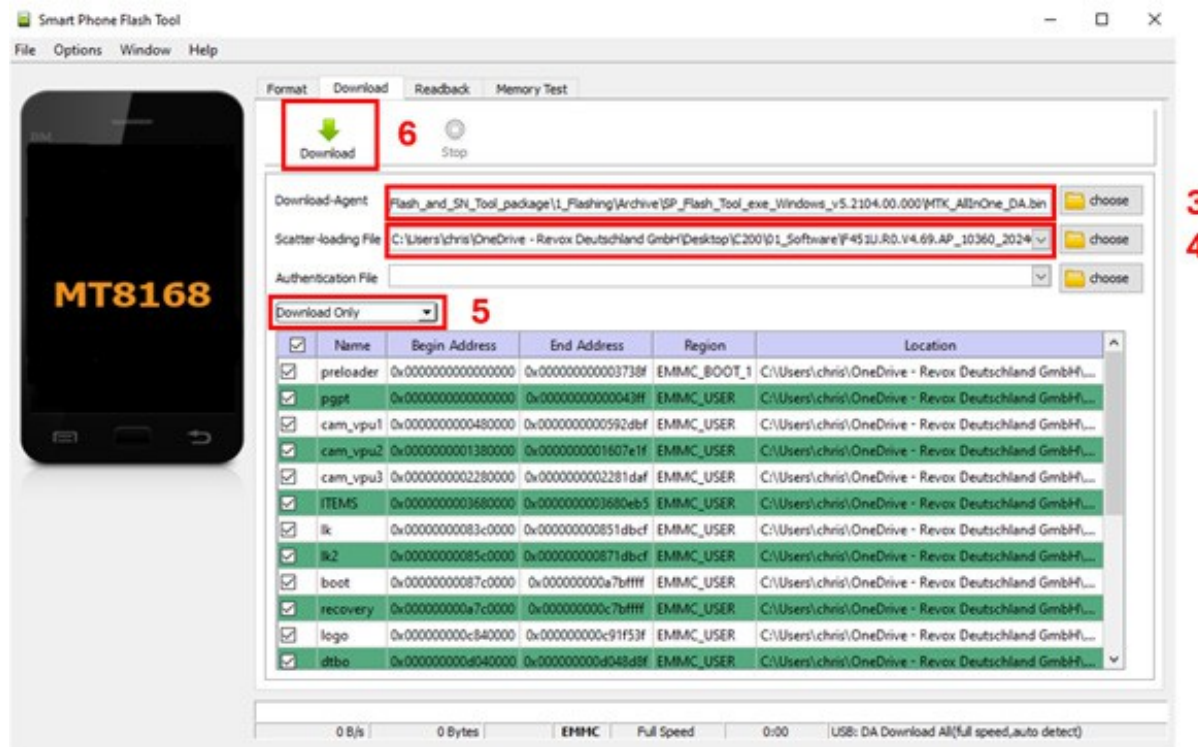 Smart Phone Flash Tool
File Options Window Help
Format Download Readback Memory Test
Download
6
Stop
BM
MT8168
Download-Agent Flash_and_SN_Tool_package\1_Flashing\Archive\SP_Flash_Tool_exe_Windows_v5.2104.00.000\MTK_AllInOne_DA.bin choose 3
Scatter-loading File C:\Users\chris\OneDrive - Revox Deutschland GmbH\Desktop\C200\01_Software\F451U.R0.V4.69.AP_10360_2024 choose 4
Authentication File choose
Download Only 5
Name Begin Address End Address Region Location
preloader 0x0000000000000000 0x000000000003738f EMMC_BOOT_1 C:\Users\chris\OneDrive - Revox Deutschland GmbH\...
pgpt 0x0000000000000000 0x00000000000043ff EMMC_USER C:\Users\chris\OneDrive - Revox Deutschland GmbH\...
cam_vpu1 0x0000000000480000 0x0000000000592dbf EMMC_USER C:\Users\chris\OneDrive - Revox Deutschland GmbH\...
cam_vpu2 0x0000000001380000 0x0000000001607e1f EMMC_USER C:\Users\chris\OneDrive - Revox Deutschland GmbH\...
cam_vpu3 0x0000000002280000 0x0000000002281daf EMMC_USER C:\Users\chris\OneDrive - Revox Deutschland GmbH\...
ITEMS 0x0000000003680000 0x0000000003680eb5 EMMC_USER C:\Users\chris\OneDrive - Revox Deutschland GmbH\...
lk 0x00000000083c0000 0x000000000851dbcf EMMC_USER C:\Users\chris\OneDrive - Revox Deutschland GmbH\...
lk2 0x00000000085c0000 0x000000000871dbcf EMMC_USER C:\Users\chris\OneDrive - Revox Deutschland GmbH\...
boot 0x00000000087c0000 0x000000000a7bffff EMMC_USER C:\Users\chris\OneDrive - Revox Deutschland GmbH\...
recovery 0x000000000a7c0000 0x000000000c7bffff EMMC_USER C:\Users\chris\OneDrive - Revox Deutschland GmbH\...
logo 0x000000000c840000 0x000000000c91f53f EMMC_USER C:\Users\chris\OneDrive - Revox Deutschland GmbH\...
dtbo 0x000000000d040000 0x000000000d048d8f EMMC_USER C:\Users\chris\OneDrive - Revox Deutschland GmbH\...
0 B/s 0 Bytes EMMC Full Speed 0:00 USB: DA Download All(full speed,auto detect)